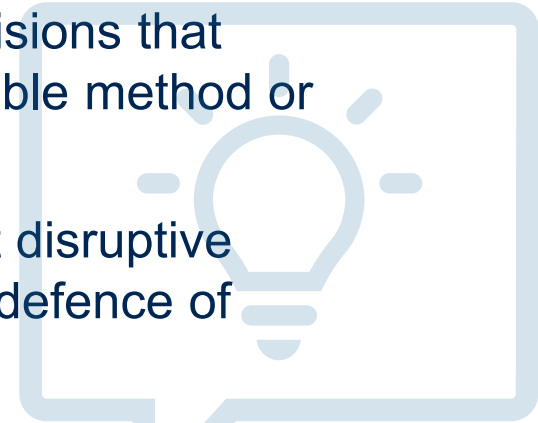 isions that
ble method or
disruptive
defence of